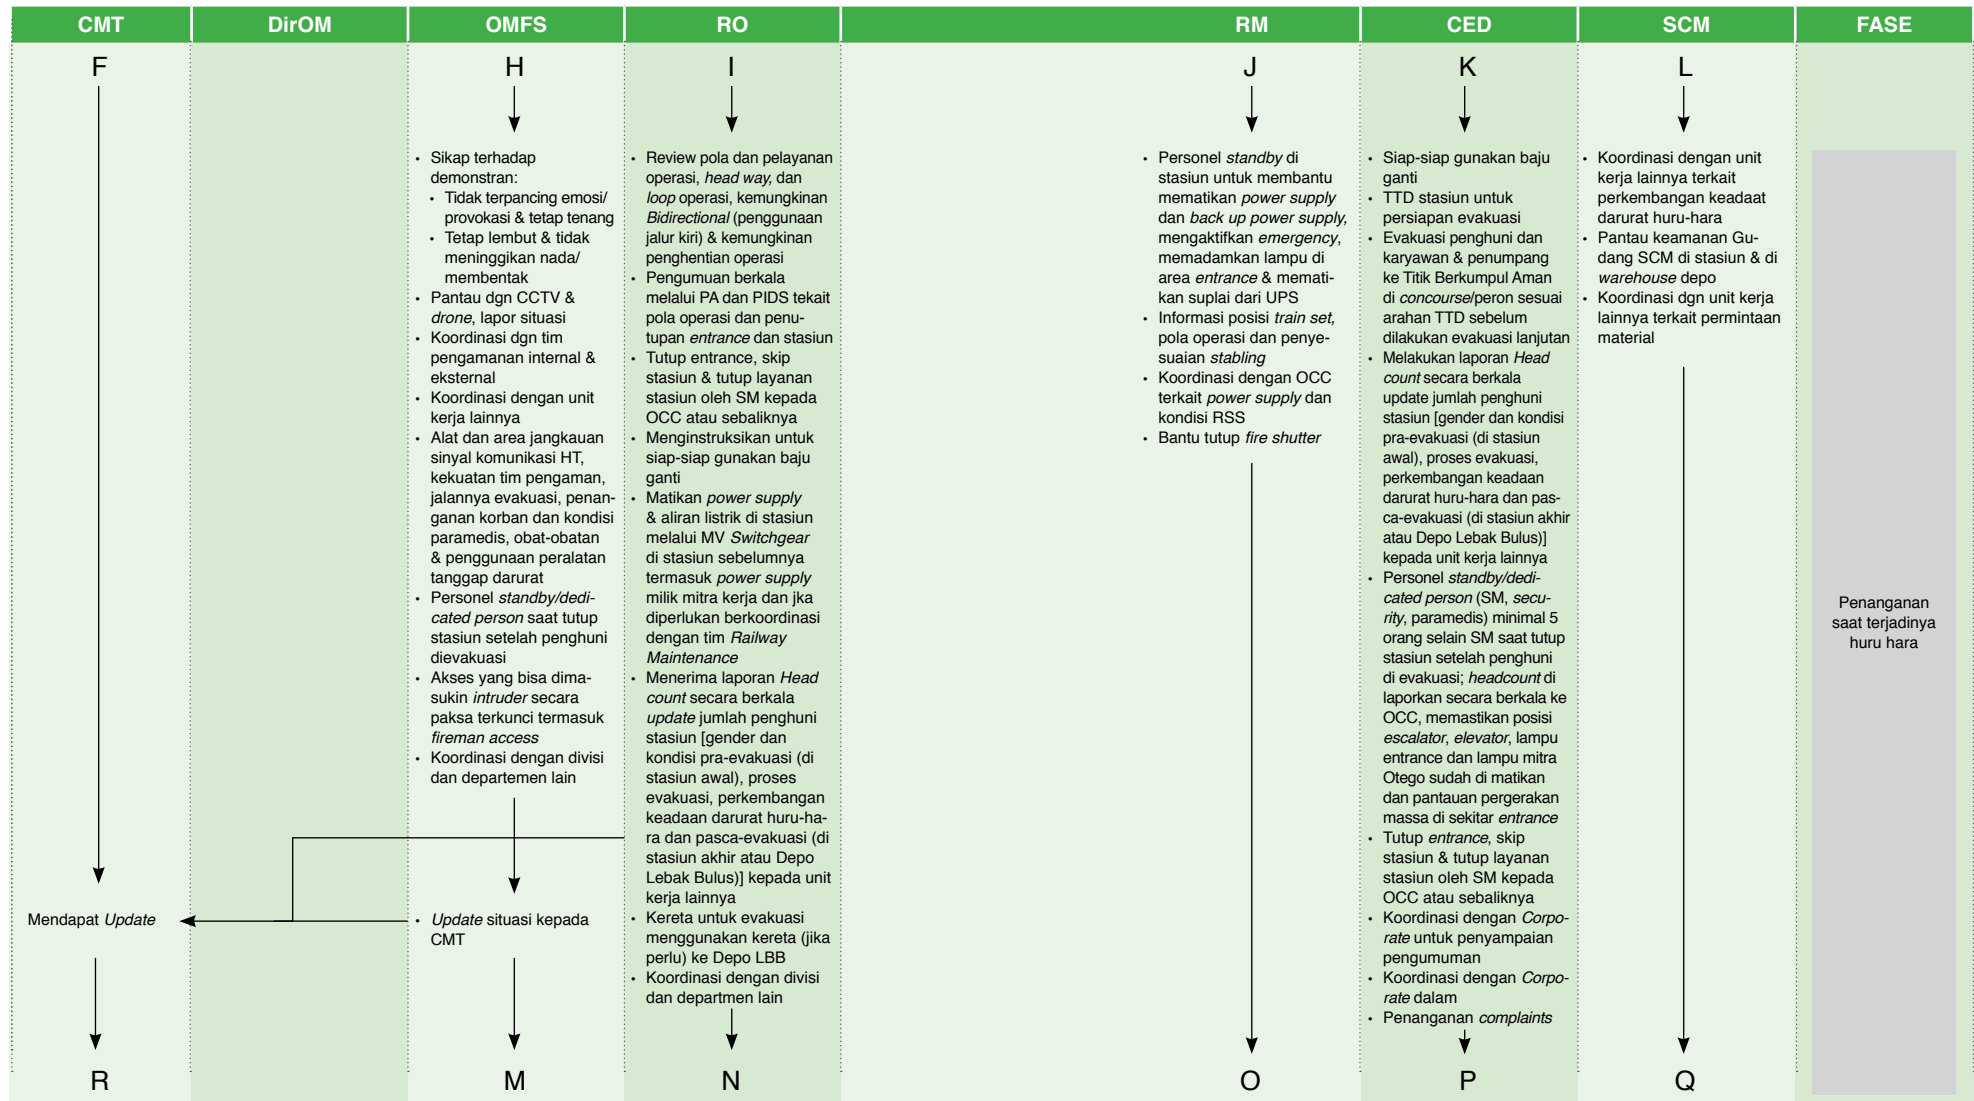 CMT
DirOM
OMFS
RO
RM
CED
SCM
FASE
F
H
I
J
K
L
• Sikap terhadap
demonstran:
• Tidak terpancing emosi/
provokasi & tetap tenang
• Tetap lembut & tidak
meninggikan nada/
membentak
• Pantau dgn CCTV &
drone, lapor situasi
• Koordinasi dgn tim
pengamanan internal &
eksternal
• Koordinasi dengan unit
kerja lainnya
• Alat dan area jangkauan
sinyal komunikasi HT,
kekuatan tim pengaman,
jalannya evakuasi, penan-
ganan korban dan kondisi
paramedis, obat-obatan
& penggunaan peralatan
tanggap darurat
• Personel standby/dedi-
cated person saat tutup
stasiun setelah penghuni
dievakuasi
• Akses yang bisa dima-
sukin intruder secara
paksa terkunci termasuk
fireman access
• Koordinasi dengan divisi
dan departemen lain
• Review pola dan pelayanan
operasi, head way, dan
loop operasi, kemungkinan
Bidirectional (penggunaan
jalur kiri) & kemungkinan
penghentian operasi
• Pengumuan berkala
melalui PA dan PIDS tekait
pola operasi dan penu-
tupan entrance dan stasiun
• Tutup entrance, skip
stasiun & tutup layanan
stasiun oleh SM kepada
OCC atau sebaliknya
• Menginstruksikan untuk
siap-siap gunakan baju
ganti
• Matikan power supply
& aliran listrik di stasiun
melalui MV Switchgear
di stasiun sebelumnya
termasuk power supply
milik mitra kerja dan jka
diperlukan berkoordinasi
dengan tim Railway
Maintenance
• Menerima laporan Head
count secara berkala
update jumlah penghuni
stasiun [gender dan
kondisi pra-evakuasi (di
stasiun awal), proses
evakuasi, perkembangan
keadaan darurat huru-ha-
ra dan pasca-evakuasi (di
stasiun akhir atau Depo
Lebak Bulus)] kepada unit
kerja lainnya
• Kereta untuk evakuasi
menggunakan kereta (jika
perlu) ke Depo LBB
• Koordinasi dengan divisi
dan departmen lain
• Personel standby di
stasiun untuk membantu
mematikan power supply
dan back up power supply,
mengaktifkan emergency,
memadamkan lampu di
area entrance & memati-
kan suplai dari UPS
• Informasi posisi train set,
pola operasi dan penye-
suaian stabling
• Koordinasi dengan OCC
terkait power supply dan
kondisi RSS
• Bantu tutup fire shutter
• Siap-siap gunakan baju
ganti
• TTD stasiun untuk
persiapan evakuasi
• Evakuasi penghuni dan
karyawan & penumpang
ke Titik Berkumpul Aman
di concourse/peron sesuai
arahan TTD sebelum
dilakukan evakuasi lanjutan
• Melakukan laporan Head
count secara berkala
update jumlah penghuni
stasiun [gender dan kondisi
pra-evakuasi (di stasiun
awal), proses evakuasi,
perkembangan keadaan
darurat huru-hara dan pas-
ca-evakuasi (di stasiun akhir
atau Depo Lebak Bulus)]
kepada unit kerja lainnya
• Personel standby/dedi-
cated person (SM, secu-
rity, paramedis) minimal 5
orang selain SM saat tutup
stasiun setelah penghuni
di evakuasi; headcount di
laporkan secara berkala ke
OCC, memastikan posisi
escalator, elevator, lampu
entrance dan lampu mitra
Otego sudah di matikan
dan pantauan pergerakan
massa di sekitar entrance
• Tutup entrance, skip
stasiun & tutup layanan
stasiun oleh SM kepada
OCC atau sebaliknya
• Koordinasi dengan Corpo-
rate untuk penyampaian
pengumuman
• Koordinasi dengan Corpo-
rate dalam
• Penanganan complaints
• Koordinasi dengan unit
kerja lainnya terkait
perkembangan keadaat
darurat huru-hara
• Pantau keamanan Gu-
dang SCM di stasiun & di
warehouse depo
• Koordinasi dgn unit kerja
lainnya terkait permintaan
material
Penanganan
saat terjadinya
huru hara
Mendapat Update
• Update situasi kepada
CMT
R
M
N
O
P
Q